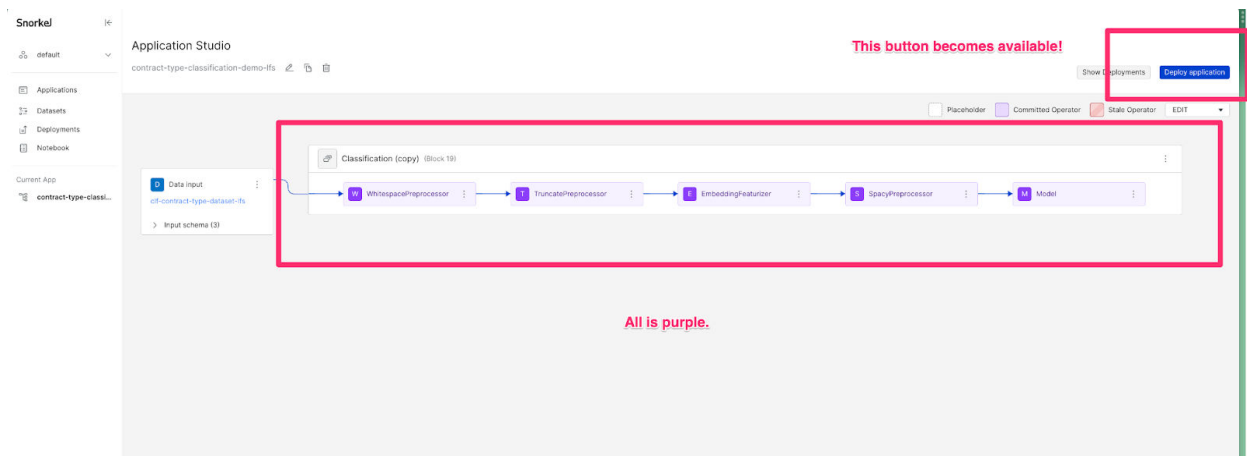 Snorkel
default
Applications
Datasets
Deployments
Notebook
Current App
contract-type-classi...
Application Studio
contract-type-classification-demo-lfs
This button becomes available!
Show Deployments
Deploy application
Placeholder
Committed Operator
Stale Operator
EDIT
Classification (copy) (Block 19)
D Data input
clf-contract-type-dataset-lfs
Input schema (3)
W WhitespacePreprocessor
T TruncatePreprocessor
E EmbeddingFeaturizer
S SpacyPreprocessor
M Model
All is purple.